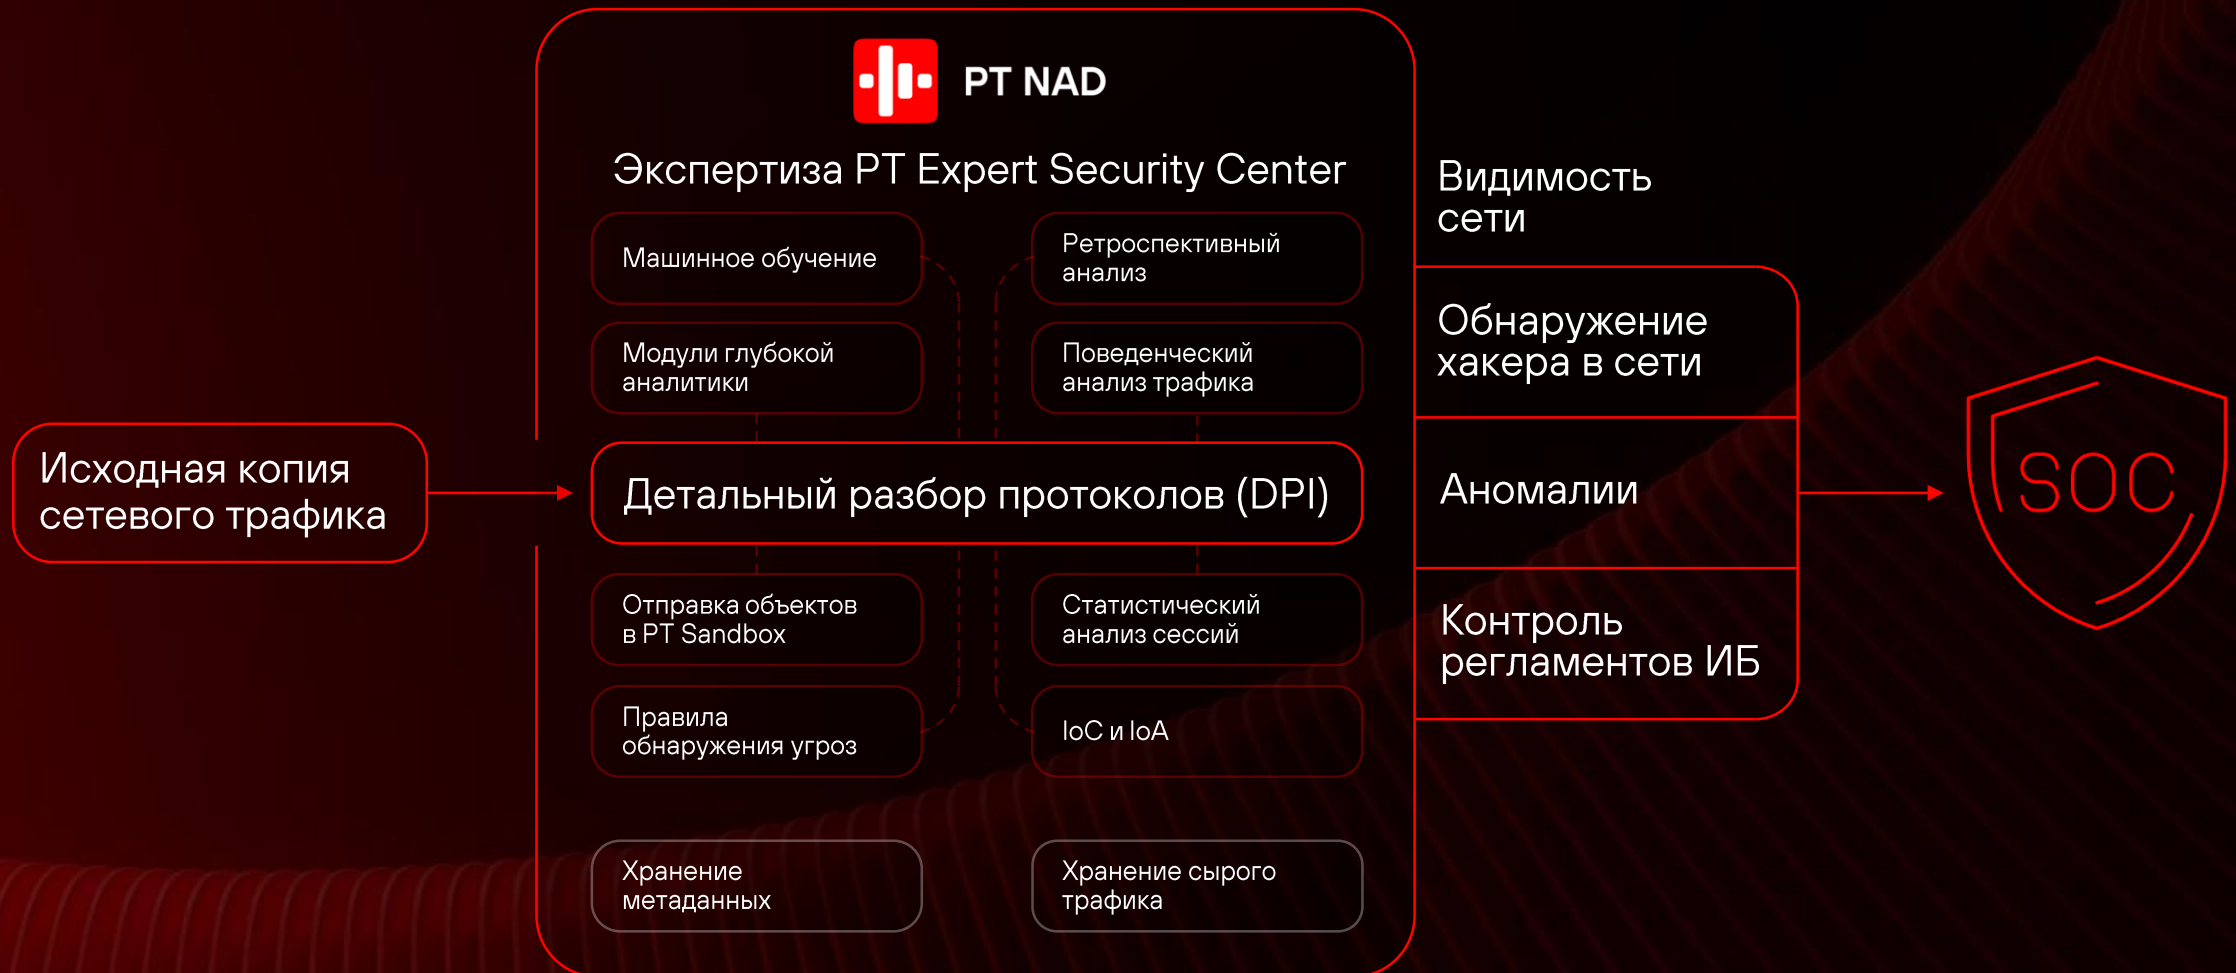 PT NAD
Экспертиза PT Expert Security Center
Машинное обучение
Ретроспективный
анализ
Модули глубокой
аналитики
Поведенческий
анализ трафика
Исходная копия
сетевого трафика
Детальный разбор протоколов (DPI)
Отправка объектов
в PT Sandbox
Статистический
анализ сессий
Правила
обнаружения угроз
IoC и IoA
Хранение
метаданных
Хранение сырого
трафика
Видимость
сети
Обнаружение
хакера в сети
Аномалии
Контроль
регламентов ИБ
SOC